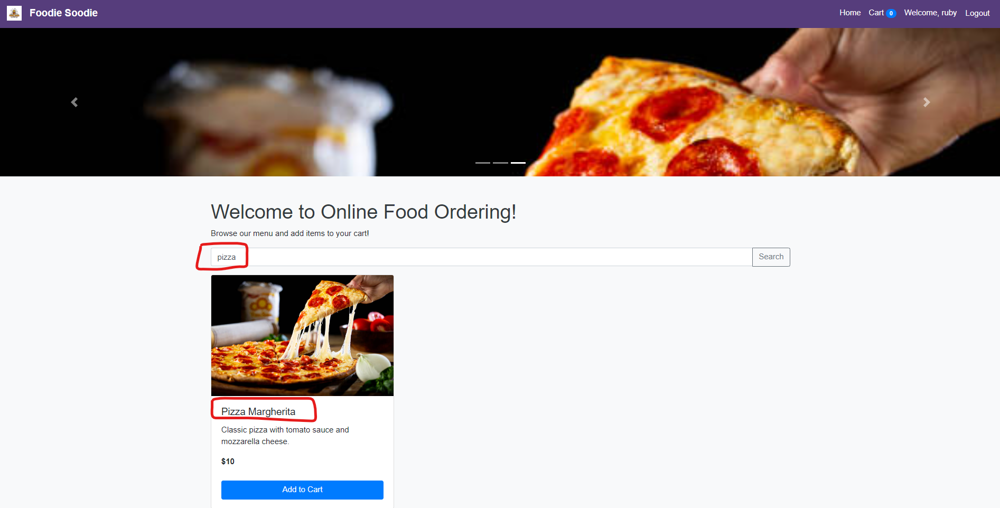 Foodie Soodie
Home Cart 0 Welcome, ruby Logout
Welcome to Online Food Ordering!
Browse our menu and add items to your cart!
pizza Search
Pizza Margherita
Classic pizza with tomato sauce and
mozzarella cheese.
$10
Add to Cart